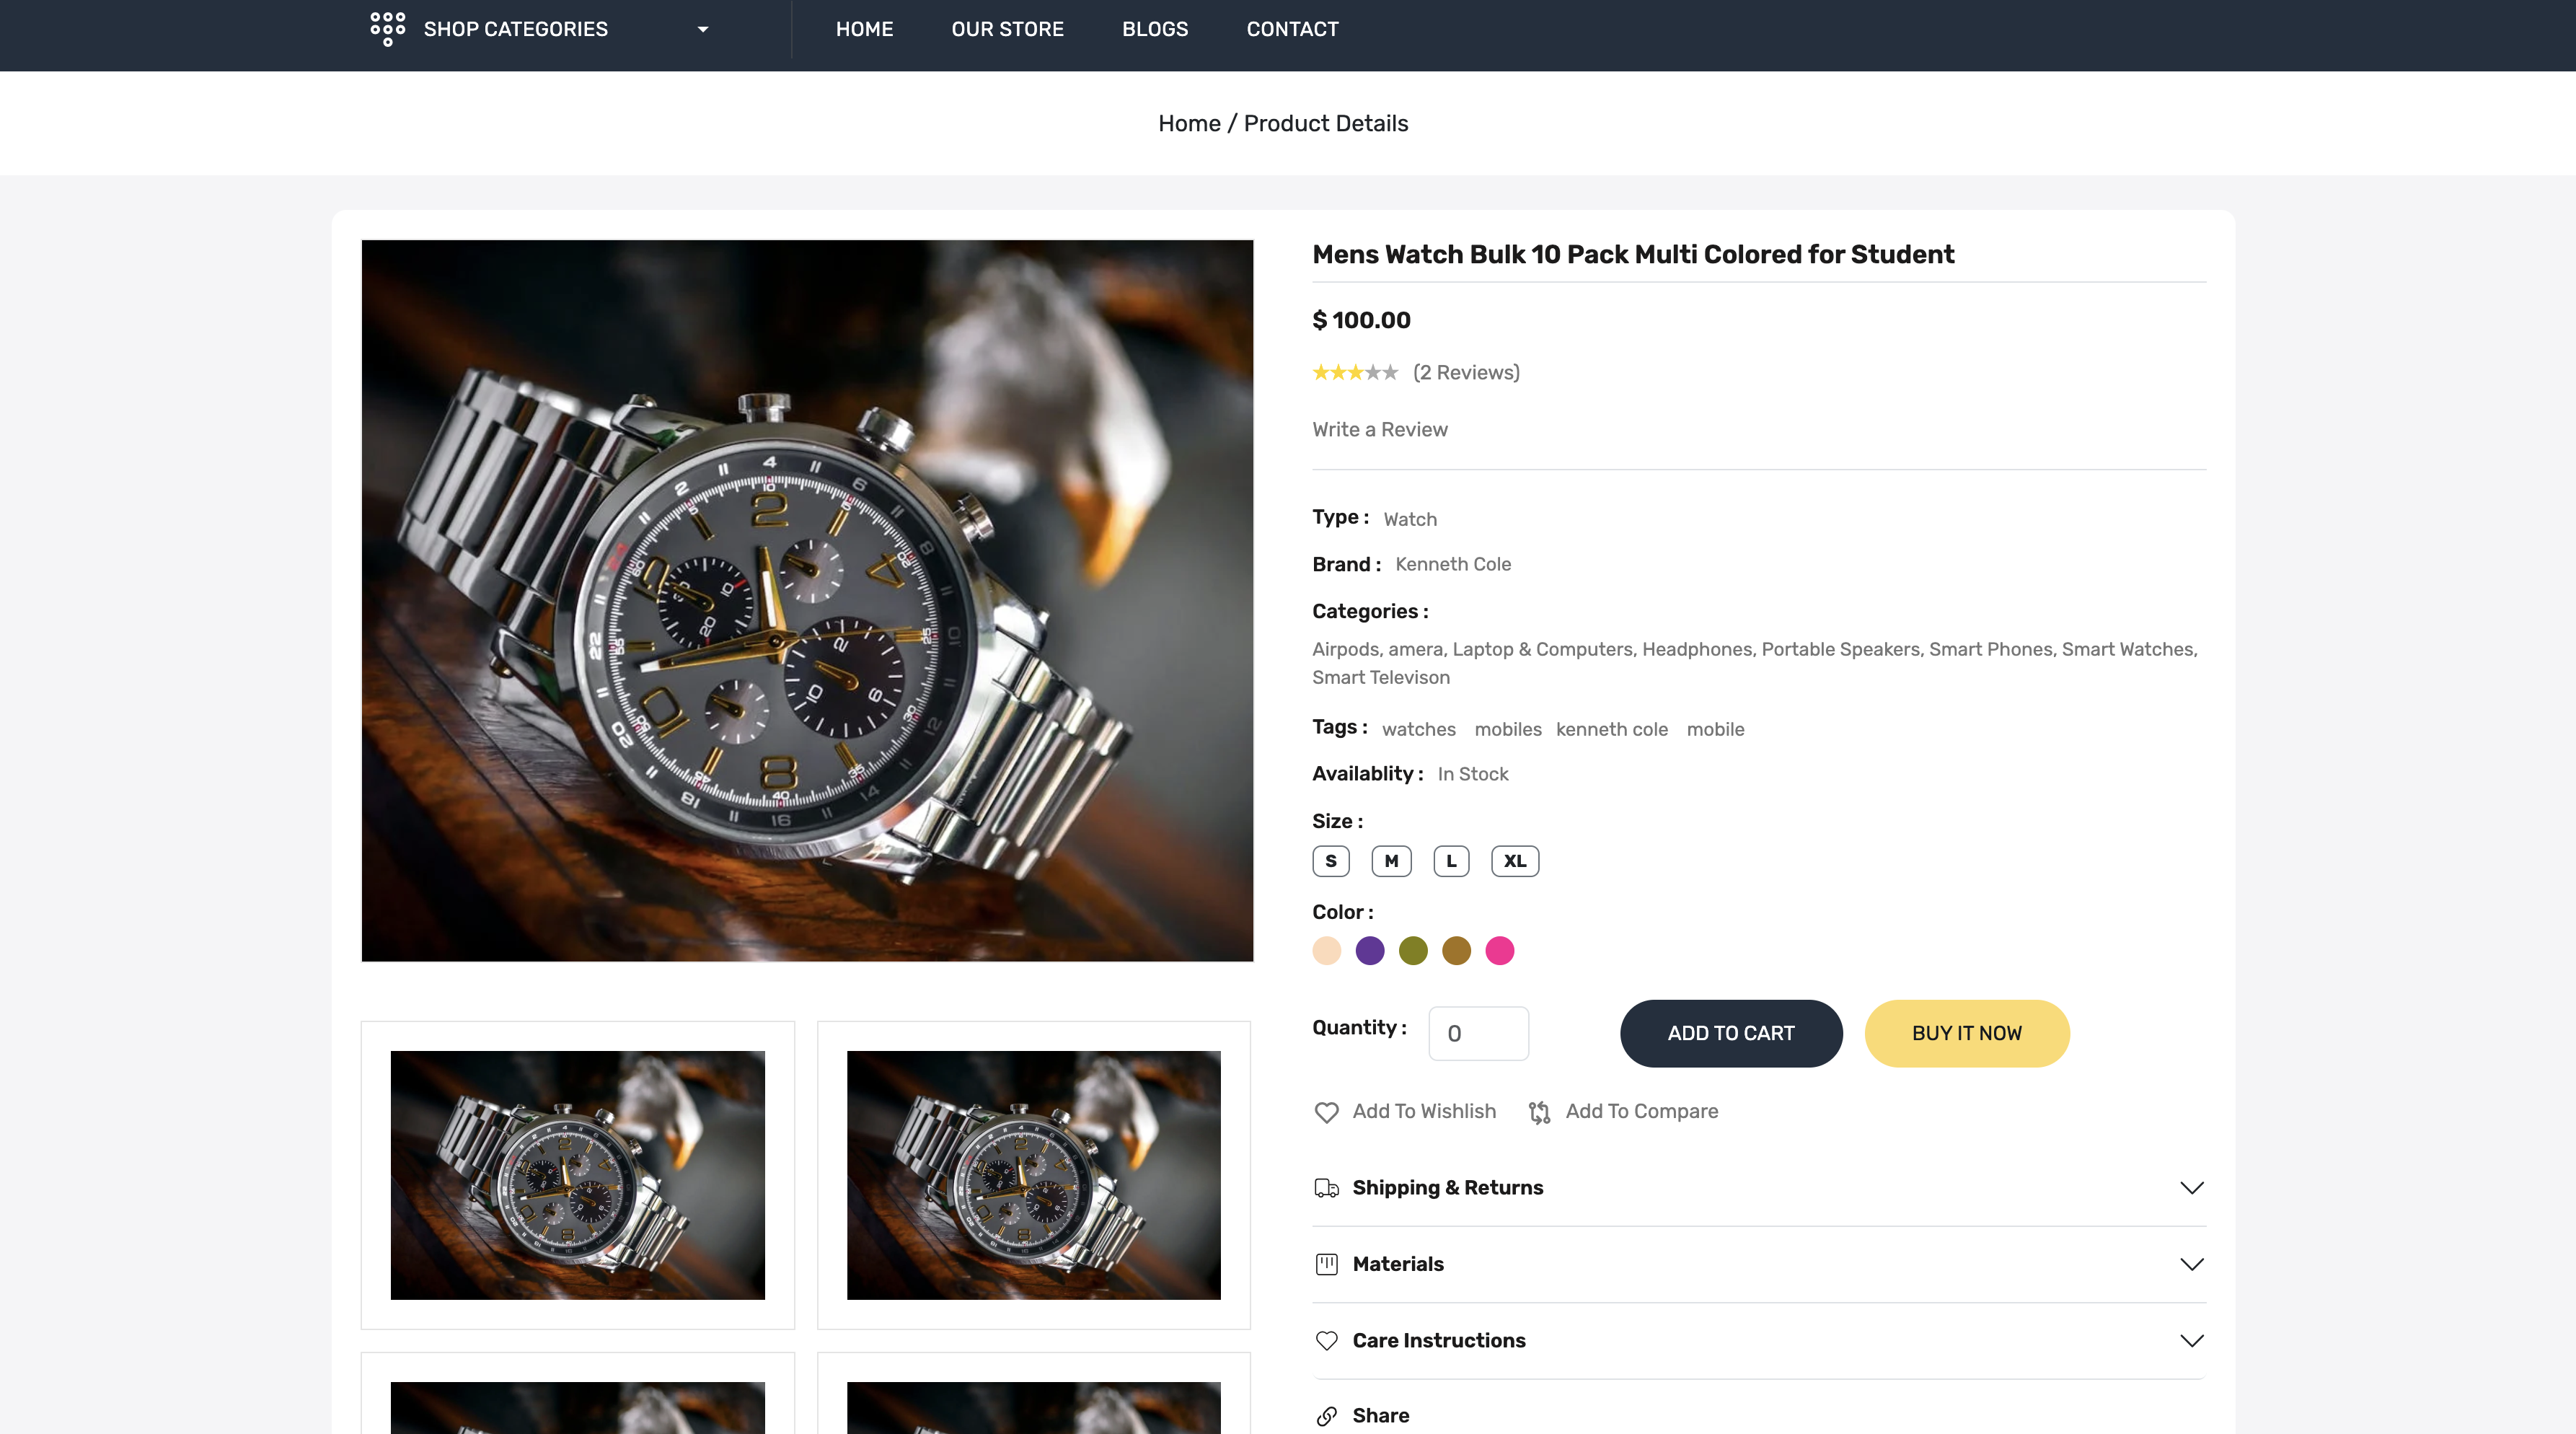 SHOP CATEGORIES
HOME
OUR STORE
BLOGS
CONTACT
Home / Product Details
Mens Watch Bulk 10 Pack Multi Colored for Student
$ 100.00
(2 Reviews)
Write a Review
Type : Watch
Brand : Kenneth Cole
Categories :
Airpods, amera, Laptop & Computers, Headphones, Portable Speakers, Smart Phones, Smart Watches,
Smart Televison
Tags : watches mobiles kenneth cole mobile
Availablity : In Stock
Size :
S M L XL
Color :
Quantity : 0
ADD TO CART
BUY IT NOW
Add To Wishlish
Add To Compare
Shipping & Returns
Materials
Care Instructions
Share